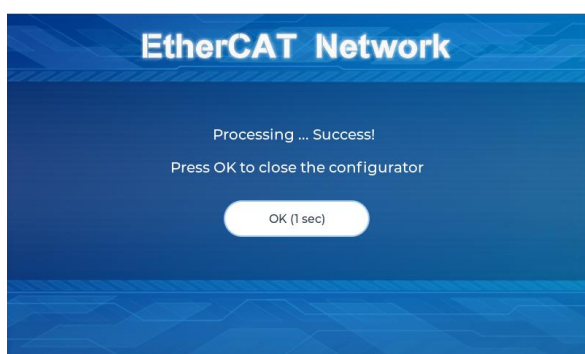 EtherCAT Network
Processing ... Success!
Press OK to close the configurator
OK (1 sec)